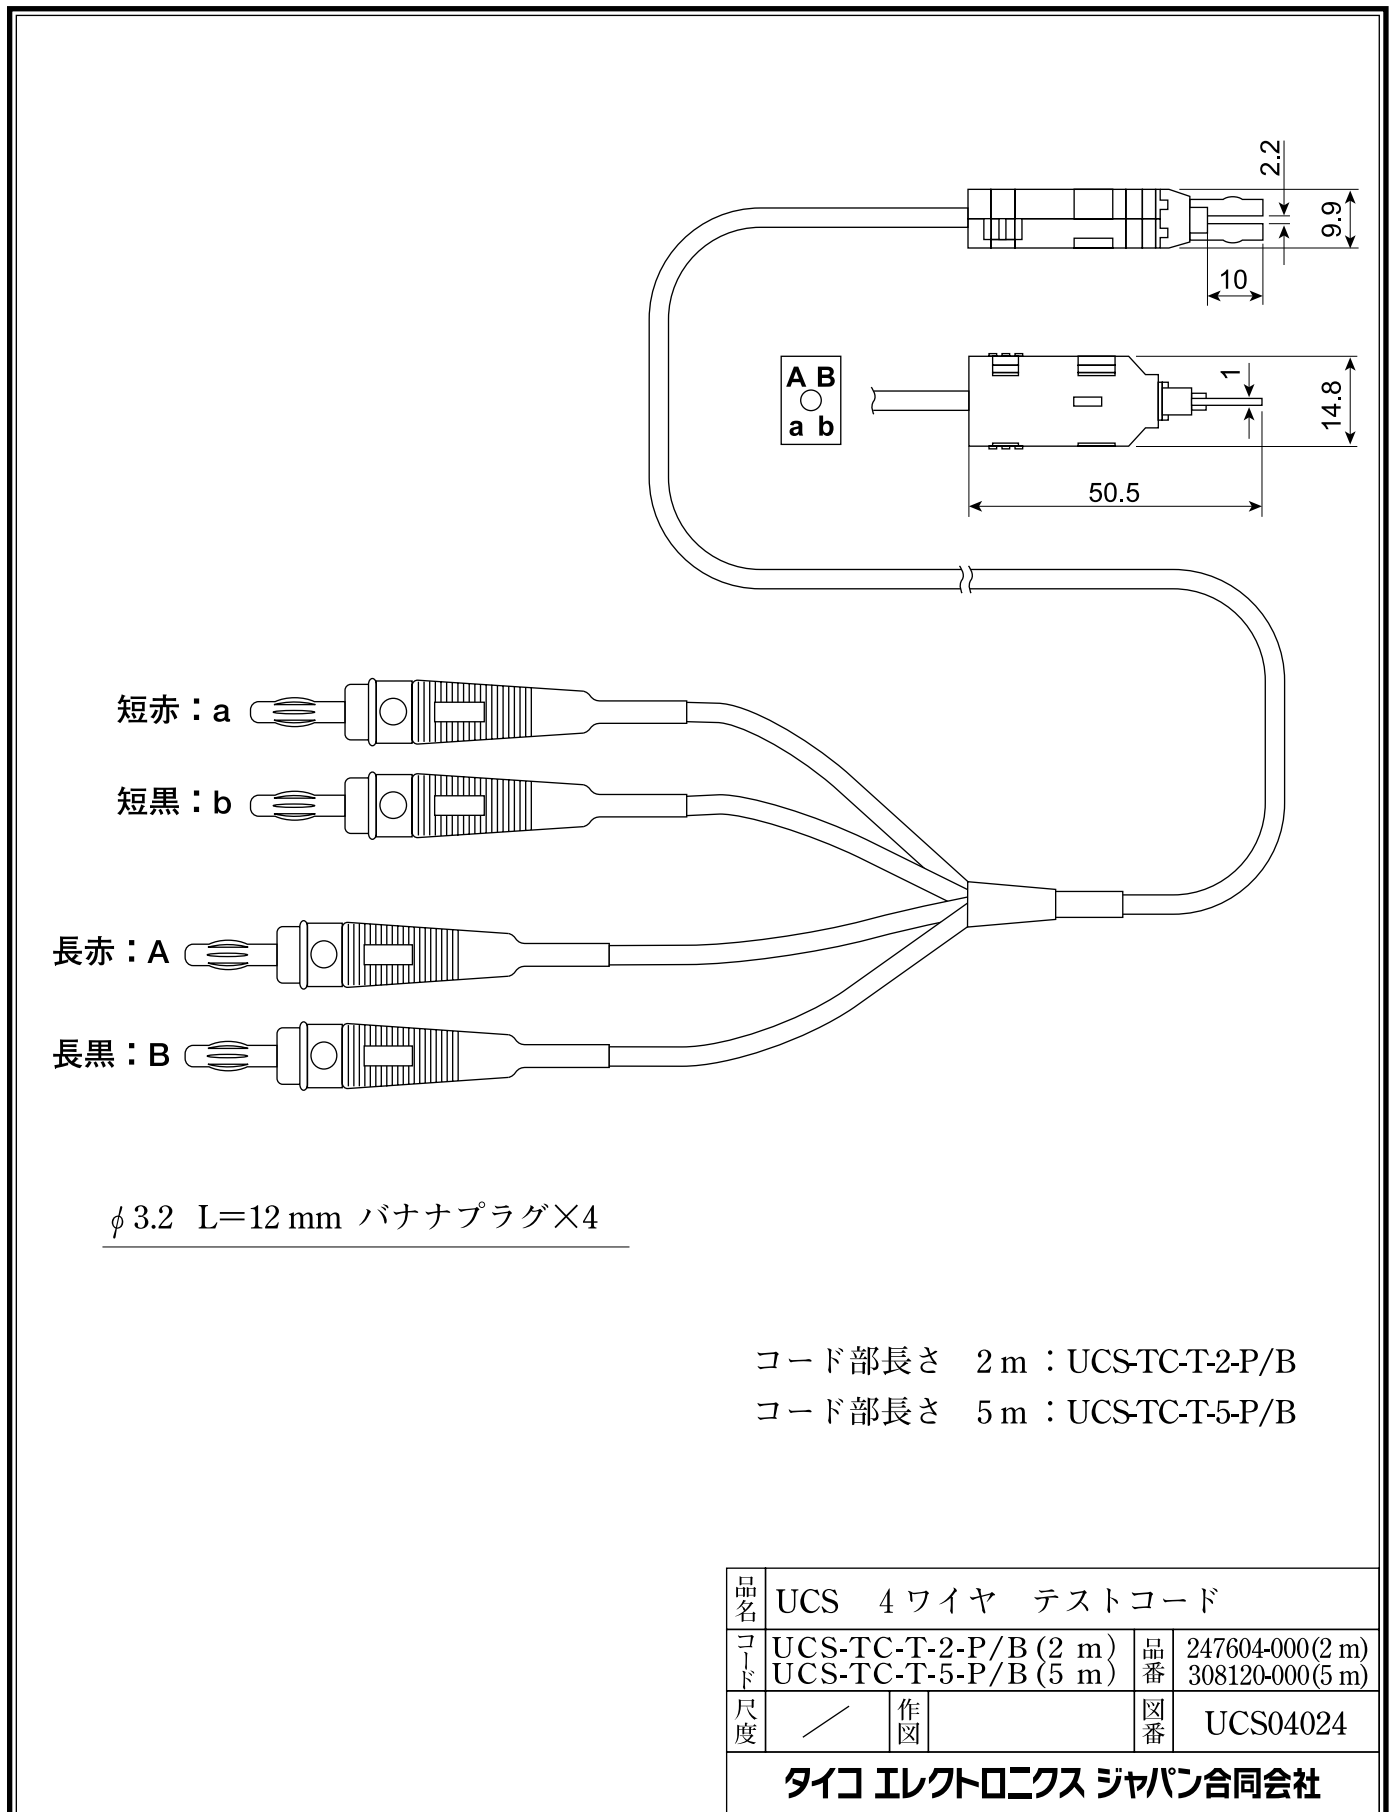 2.2
9.9
10
A B
a b
1
14.8
50.5
短赤：a
短黒：b
長赤：A
長黒：B
φ3.2 L=12 mm バナナプラグ×4
コード部長さ 2 m：UCS-TC-T-2-P/B
コード部長さ 5 m：UCS-TC-T-5-P/B
品名 UCS 4ワイヤ テストコード
コード UCS-TC-T-2-P/B (2 m) 品番 247604-000(2 m)
UCS-TC-T-5-P/B (5 m) 308120-000(5 m)
尺度 ／ 作図 図番 UCS04024
タイコ エレクトロニクス ジャパン合同会社